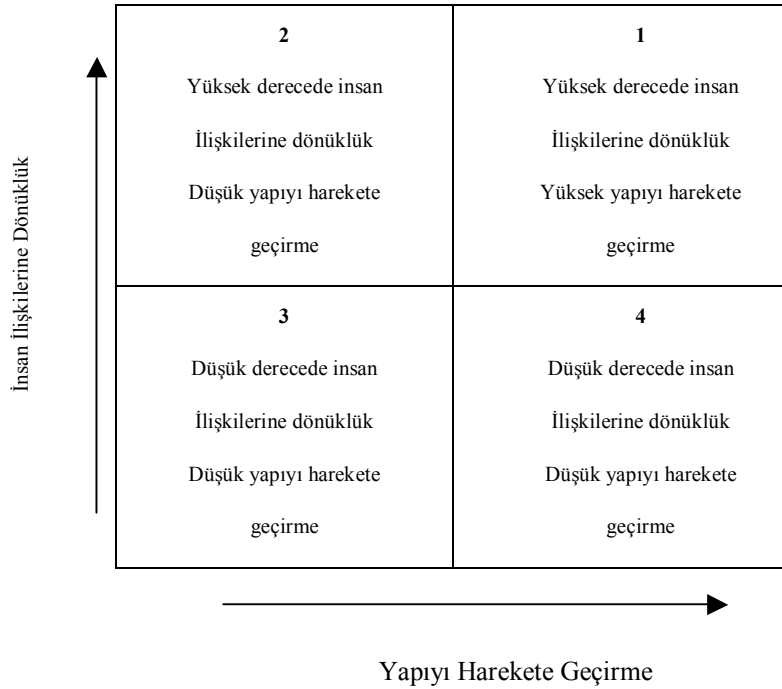 2
Yüksek derecede insan
İlişkilerine dönüklük
Düşük yapıyı harekete
geçirme
1
Yüksek derecede insan
İlişkilerine dönüklük
Yüksek yapıyı harekete
geçirme
İnsan İlişkilerine Dönüklük
3
Düşük derecede insan
İlişkilerine dönüklük
Düşük yapıyı harekete
geçirme
4
Düşük derecede insan
İlişkilerine dönüklük
Düşük yapıyı harekete
geçirme
Yapıyı Harekete Geçirme